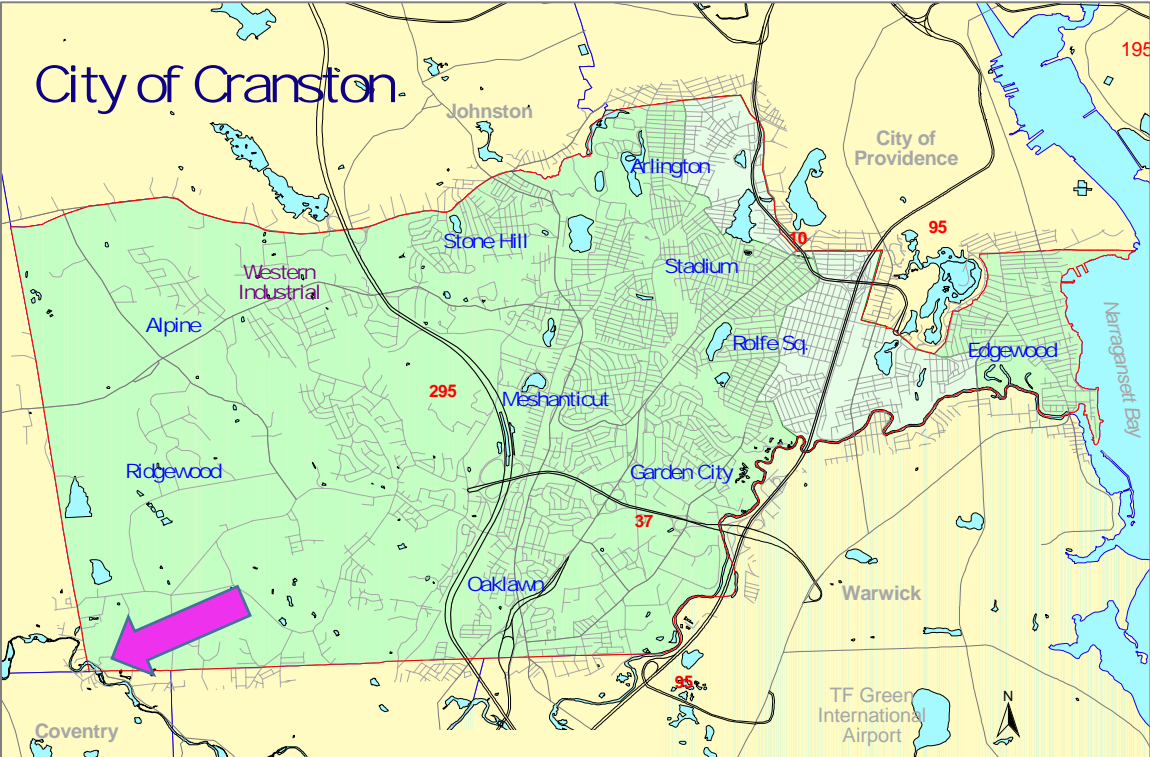 City of Cranston
195
Johnston
City of
Providence
Arlington
10
95
Stone Hill
Stadium
Western
Industrial
Alpine
Rolfe Sq.
Edgewood
Narragansett Bay
295
Meshanticut
Ridgewood
Garden City
37
Oaklawn
Warwick
95
TF Green
International
Airport
N
Coventry